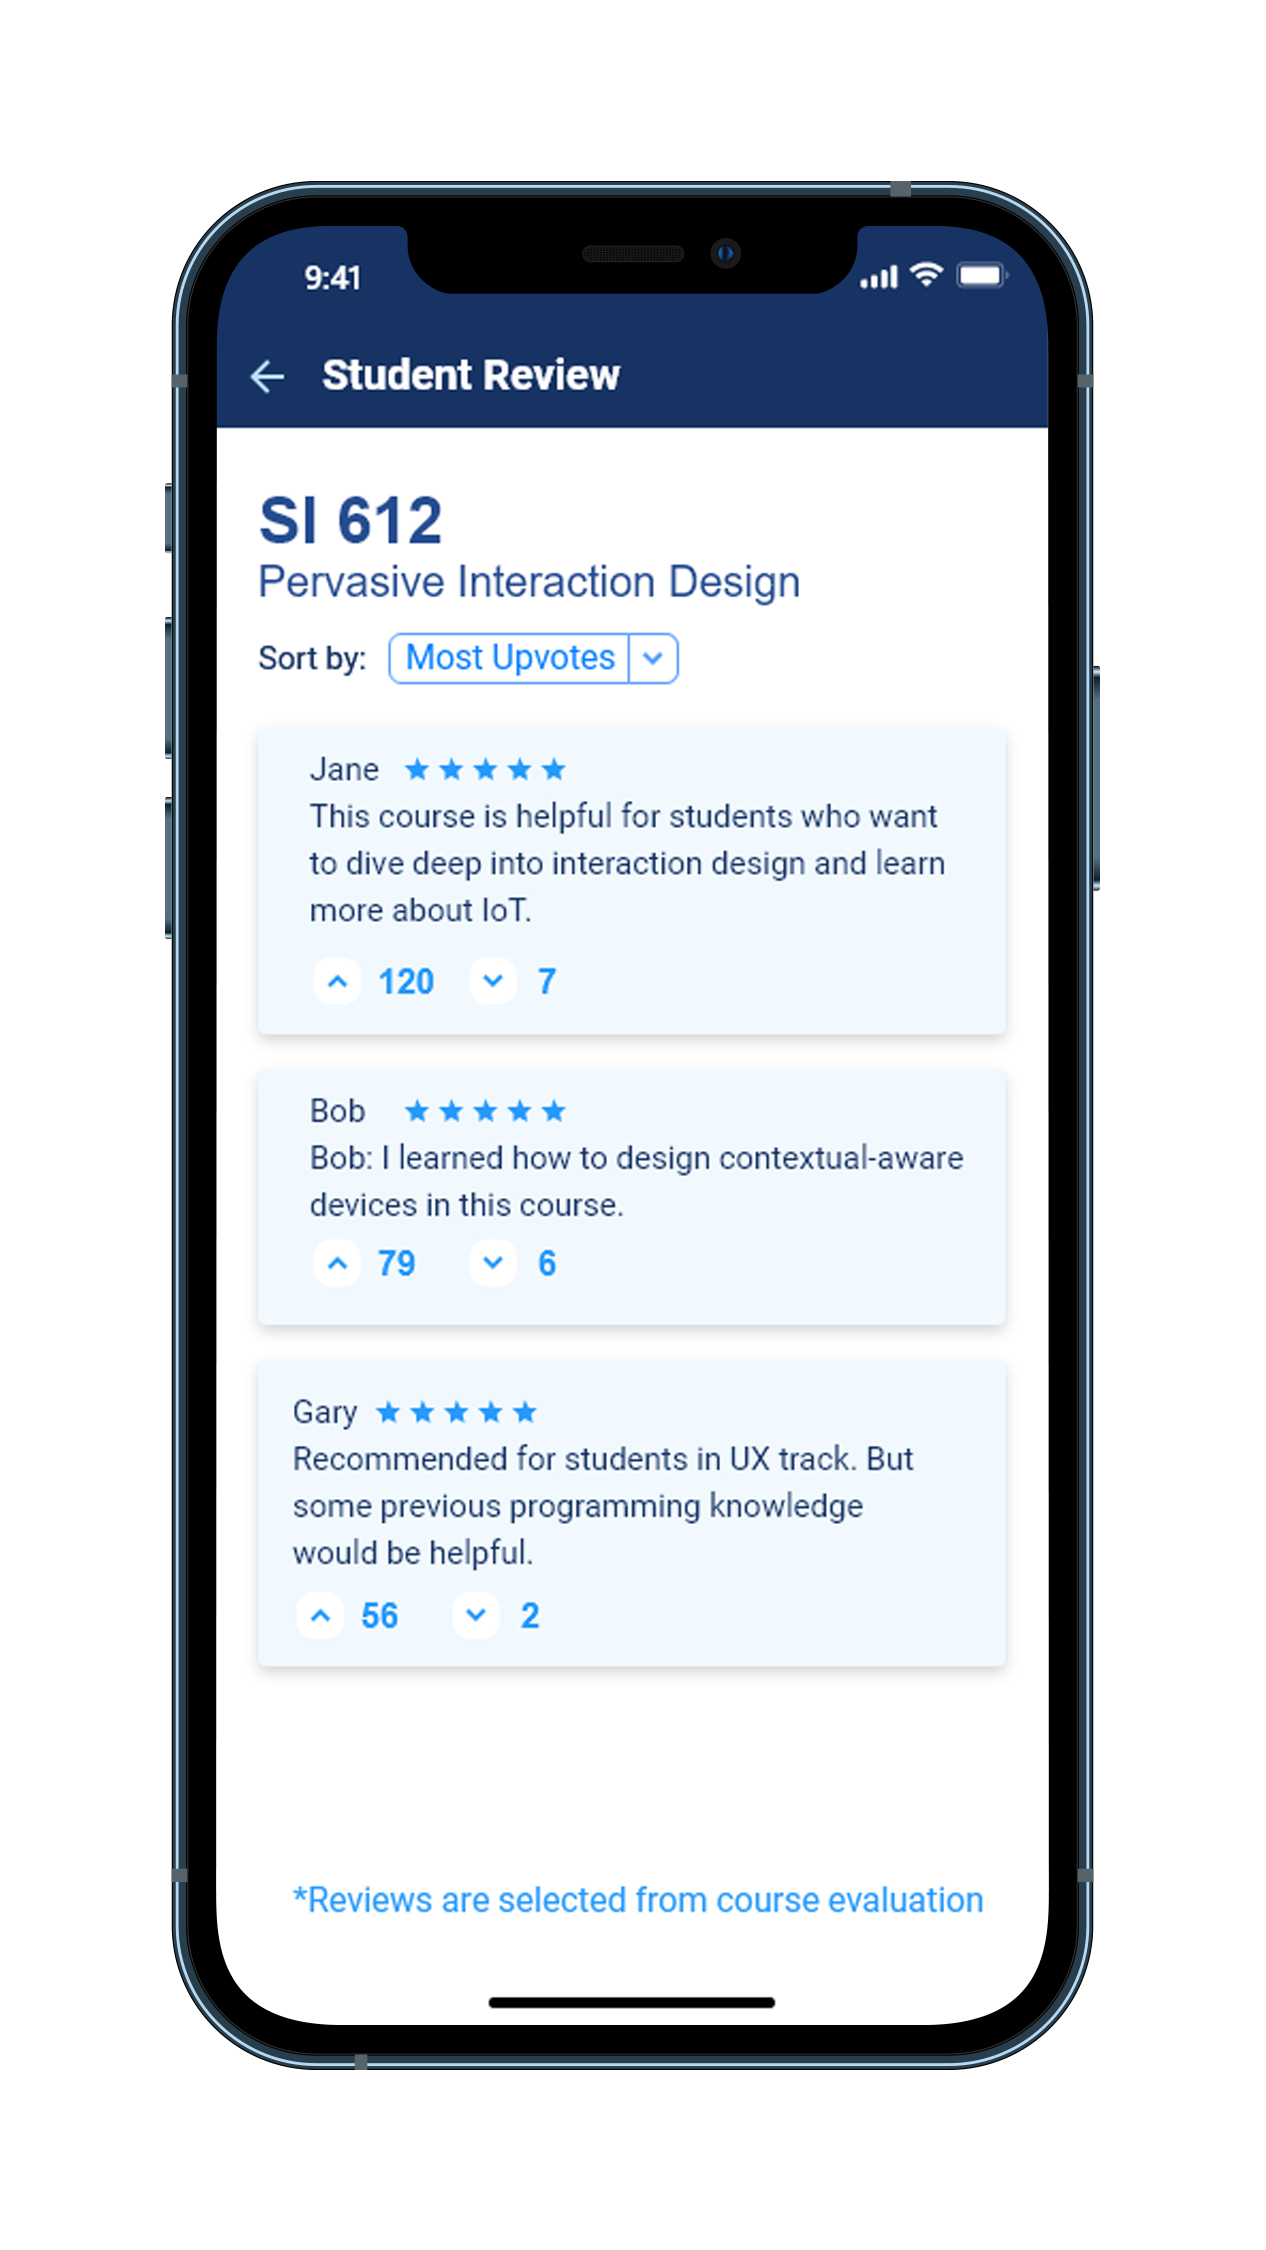 9:41
Student Review
SI 612
Pervasive Interaction Design
Sort by: Most Upvotes
Jane
This course is helpful for students who want
to dive deep into interaction design and learn
more about IoT.
120 7
Bob
Bob: I learned how to design contextual-aware
devices in this course.
79 6
Gary
Recommended for students in UX track. But
some previous programming knowledge
would be helpful.
56 2
*Reviews are selected from course evaluation